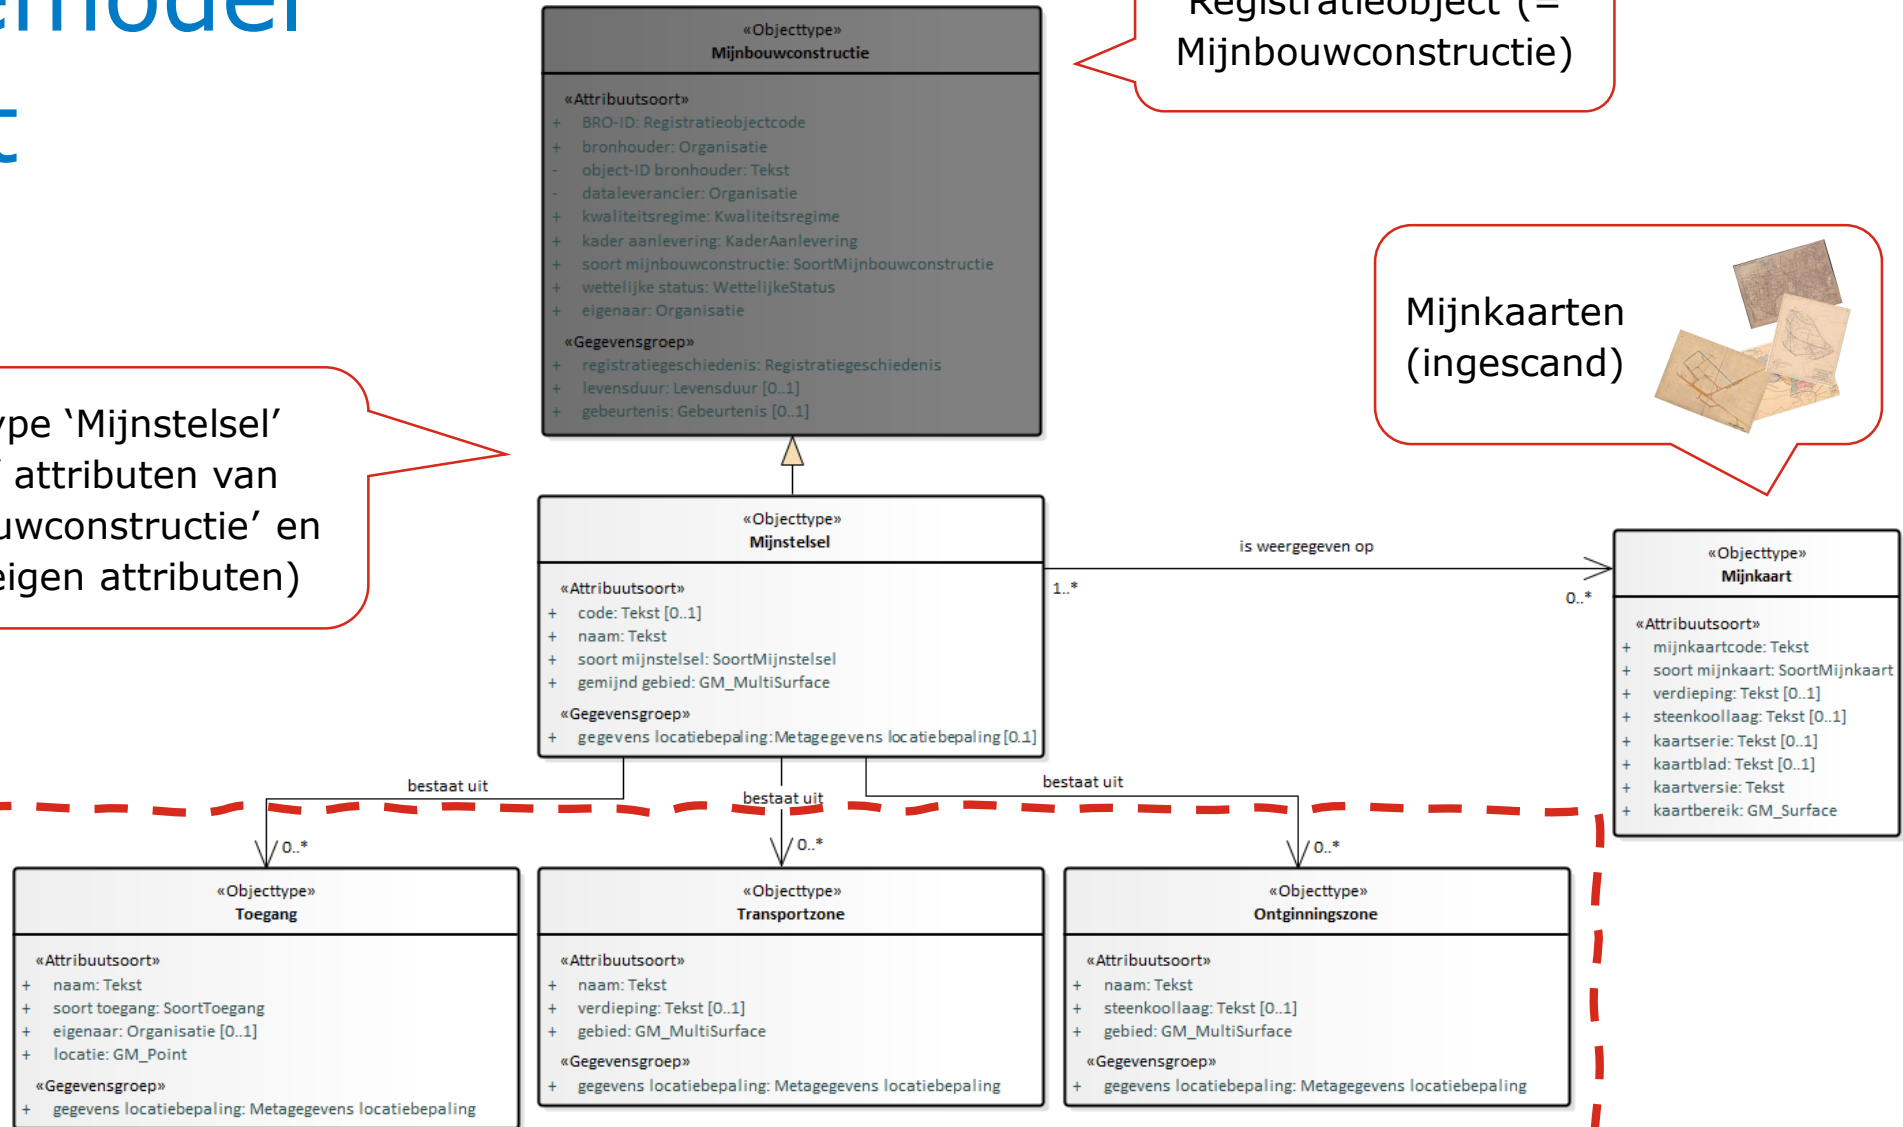 emodel
t
Registratieobject (=
Mijnbouwconstructie)
«Objecttype»
Mijnbouwconstructie
«Attribuutsoort»
+ BRO-ID: Registratieobjectcode
+ bronhouder: Organisatie
- object-ID bronhouder: Tekst
- dataleverancier: Organisatie
+ kwaliteitsregime: Kwaliteitsregime
+ kader aanlevering: KaderAanlevering
+ soort mijnbouwconstructie: SoortMijnbouwconstructie
+ wettelijke status: WettelijkeStatus
+ eigenaar: Organisatie
«Gegevensgroep»
+ registratiegeschiedenis: Registratiegeschiedenis
+ levensduur: Levensduur [0..1]
+ gebeurtenis: Gebeurtenis [0..1]
Mijnkaarten
(ingescand)
ype ‘Mijnstelsel’
attributen van
uwconstructie’ en
eigen attributen)
«Objecttype»
Mijnstelsel
«Attribuutsoort»
+ code: Tekst [0..1]
+ naam: Tekst
+ soort mijnstelsel: SoortMijnstelsel
+ gemijnd gebied: GM_MultiSurface
«Gegevensgroep»
+ gegevens locatiebepaling: Metagegevens locatiebepaling [0.1]
is weergegeven op
1..*
0..*
«Objecttype»
Mijnkaart
«Attribuutsoort»
+ mijnkaartcode: Tekst
+ soort mijnkaart: SoortMijnkaart
+ verdieping: Tekst [0..1]
+ steenkoollaag: Tekst [0..1]
+ kaartserie: Tekst [0..1]
+ kaartblad: Tekst [0..1]
+ kaartversie: Tekst
+ kaartbereik: GM_Surface
bestaat uit
bestaat uit
bestaat uit
0..*
0..*
0..*
«Objecttype»
Toegang
«Attribuutsoort»
+ naam: Tekst
+ soort toegang: SoortToegang
+ eigenaar: Organisatie [0..1]
+ locatie: GM_Point
«Gegevensgroep»
+ gegevens locatiebepaling: Metagegevens locatiebepaling
«Objecttype»
Transportzone
«Attribuutsoort»
+ naam: Tekst
+ verdieping: Tekst [0..1]
+ gebied: GM_MultiSurface
«Gegevensgroep»
+ gegevens locatiebepaling: Metagegevens locatiebepaling
«Objecttype»
Ontginningszone
«Attribuutsoort»
+ naam: Tekst
+ steenkoollaag: Tekst [0..1]
+ gebied: GM_MultiSurface
«Gegevensgroep»
+ gegevens locatiebepaling: Metagegevens locatiebepaling